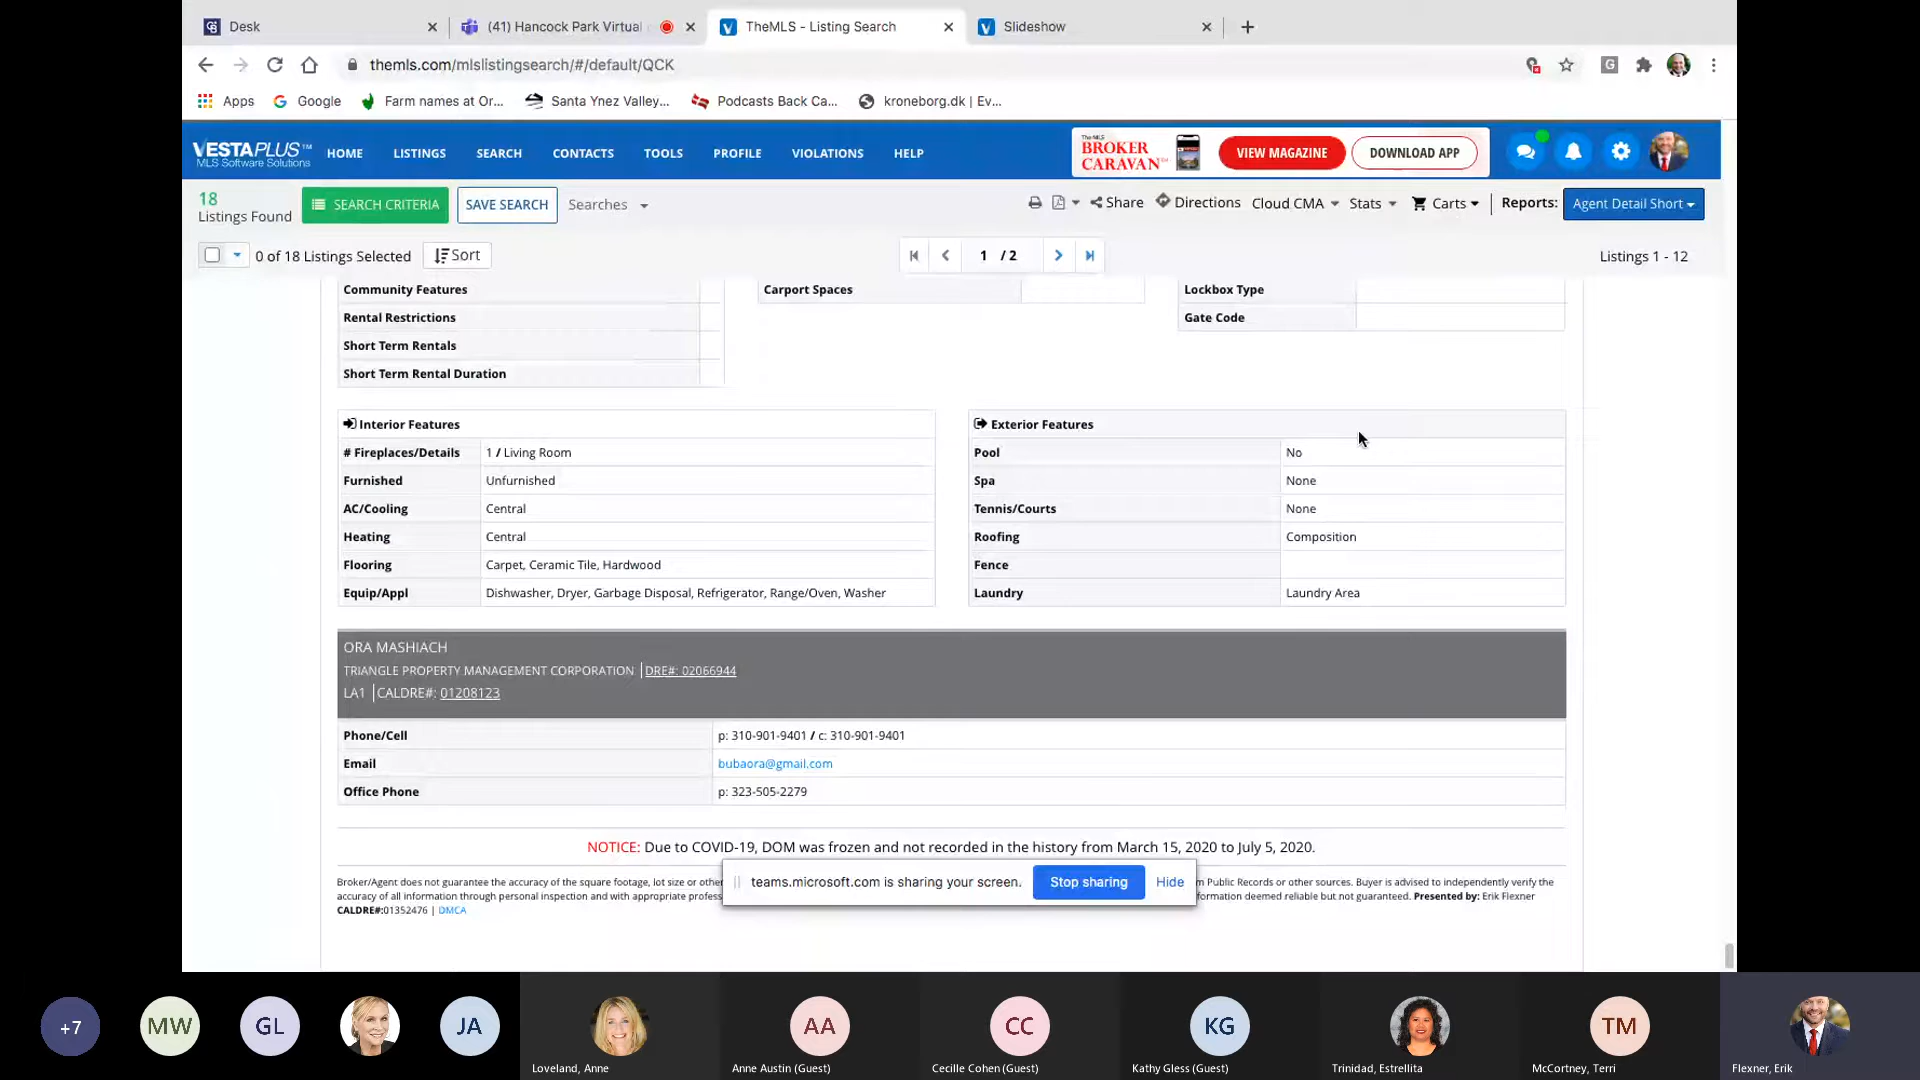 Desk
(41) Hancock Park Virtual
TheMLS - Listing Search
Slideshow
themls.com/mlslistingsearch/#/default/QCK
Apps
Google
Farm names at Or...
Santa Ynez Valley...
Podcasts Back Ca...
kroneborg.dk | Ev...
VESTAPLUS™
MLS Software Solutions
HOME
LISTINGS
SEARCH
CONTACTS
TOOLS
PROFILE
VIOLATIONS
HELP
The MLS
BROKER
CARAVAN™
VIEW MAGAZINE
DOWNLOAD APP
18
Listings Found
SEARCH CRITERIA
SAVE SEARCH
Searches
Share
Directions
Cloud CMA
Stats
Carts
Reports:
Agent Detail Short
0 of 18 Listings Selected
Sort
1 / 2
Listings 1 - 12
Community Features
Rental Restrictions
Short Term Rentals
Short Term Rental Duration
Carport Spaces
Lockbox Type
Gate Code
Interior Features
# Fireplaces/Details 1 / Living Room
Furnished Unfurnished
AC/Cooling Central
Heating Central
Flooring Carpet, Ceramic Tile, Hardwood
Equip/Appl Dishwasher, Dryer, Garbage Disposal, Refrigerator, Range/Oven, Washer
Exterior Features
Pool No
Spa None
Tennis/Courts None
Roofing Composition
Fence
Laundry Laundry Area
ORA MASHIACH
TRIANGLE PROPERTY MANAGEMENT CORPORATION | DRE#: 02066944
LA1 | CALDRE#: 01208123
Phone/Cell p: 310-901-9401 / c: 310-901-9401
Email bubaora@gmail.com
Office Phone p: 323-505-2279
NOTICE: Due to COVID-19, DOM was frozen and not recorded in the history from March 15, 2020 to July 5, 2020.
teams.microsoft.com is sharing your screen.
Stop sharing
Hide
Broker/Agent does not guarantee the accuracy of the square footage, lot size or othe Public Records or other sources. Buyer is advised to independently verify the
accuracy of all information through personal inspection and with appropriate profess formation deemed reliable but not guaranteed. Presented by: Erik Flexner
CALDRE#:01352476 | DMCA
+7
MW
GL
JA
AA
CC
KG
TM
Loveland, Anne
Anne Austin (Guest)
Cecille Cohen (Guest)
Kathy Gless (Guest)
Trinidad, Estrellita
McCortney, Terri
Flexner, Erik